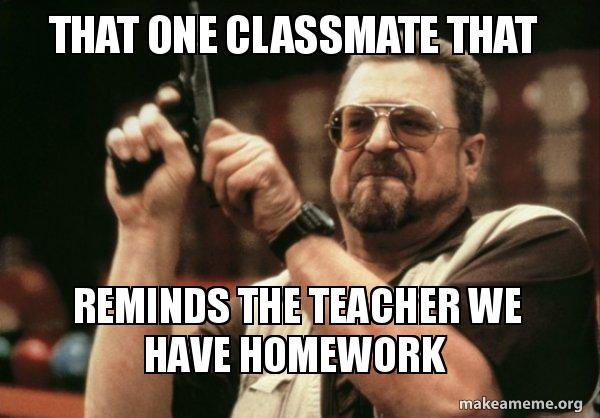 THAT ONE CLASSMATE THAT
REMINDS THE TEACHER WE
HAVE HOMEWORK
makeameme.org